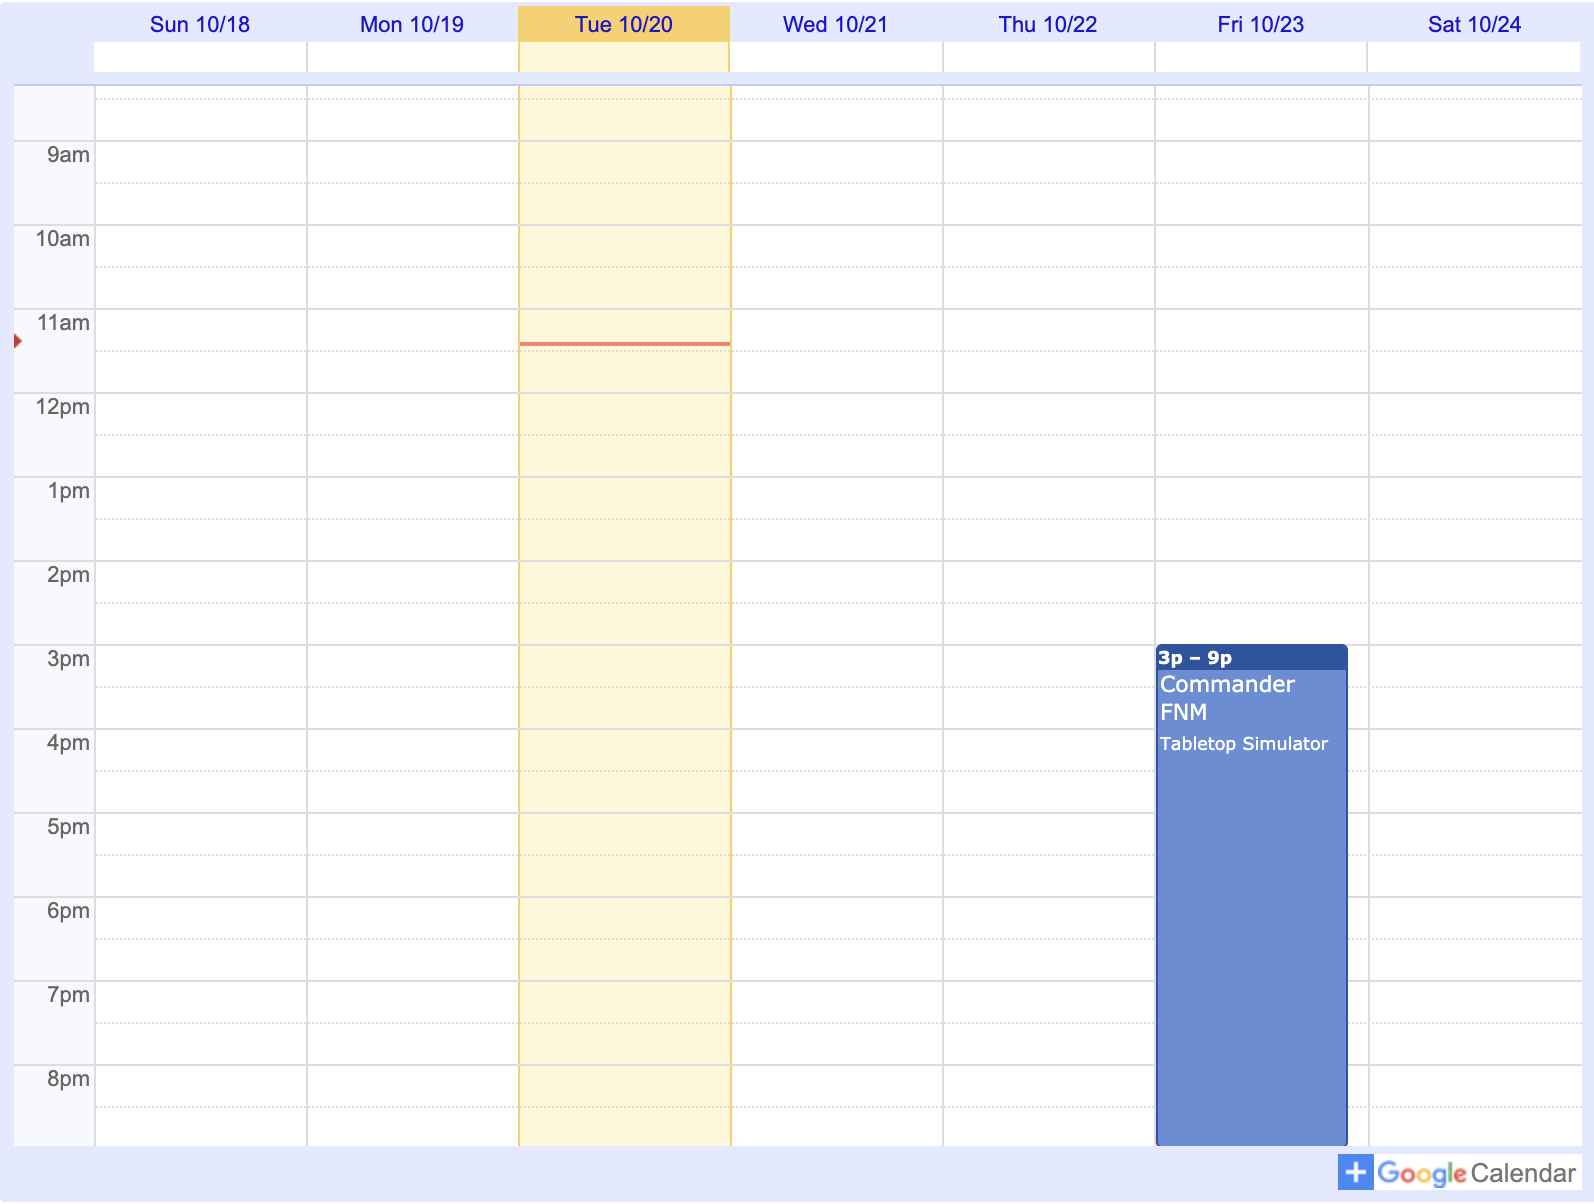 Sun 10/18 Mon 10/19 Tue 10/20 Wed 10/21 Thu 10/22 Fri 10/23 Sat 10/24
9am
10am
11am
12pm
1pm
2pm
3pm
3p – 9p
Commander
FNM
4pm
Tabletop Simulator
5pm
6pm
7pm
8pm
Google Calendar